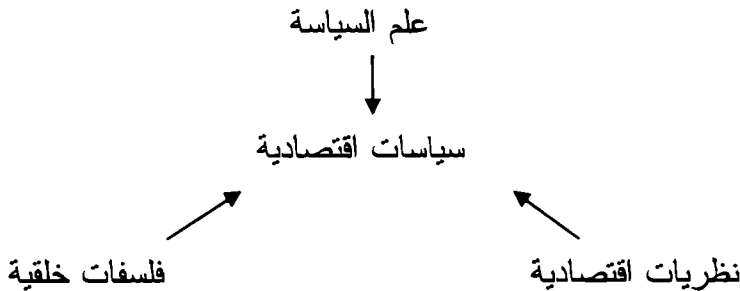 علم السياسة
سياسات اقتصادية
نظريات اقتصادية
فلسفات خلقية